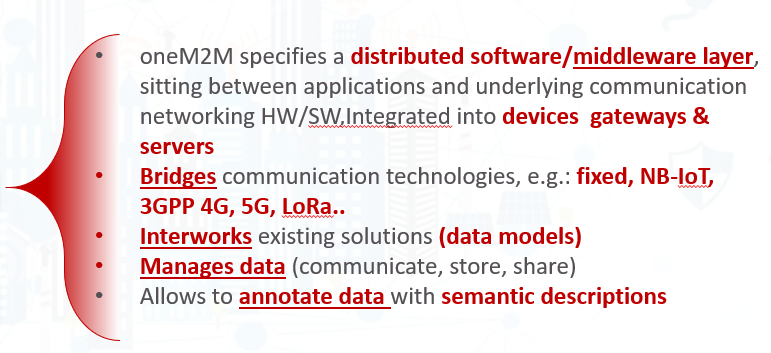 • oneM2M specifies a distributed software/middleware layer,
sitting between applications and underlying communication
networking HW/SW,Integrated into devices gateways &
servers
• Bridges communication technologies, e.g.: fixed, NB-IoT,
3GPP 4G, 5G, LoRa..
• Interworks existing solutions (data models)
• Manages data (communicate, store, share)
• Allows to annotate data with semantic descriptions